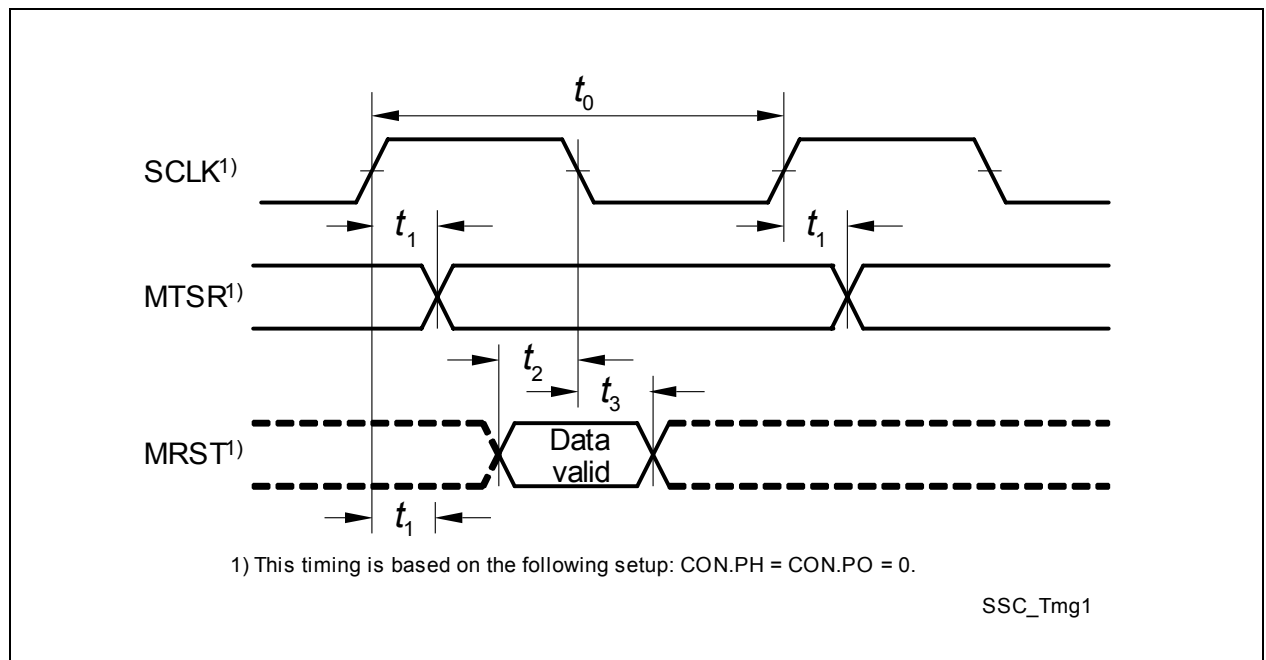 t0
SCLK1)
t1
t1
MTSR1)
t2
t3
MRST1)
Data
valid
t1
1) This timing is based on the following setup: CON.PH = CON.PO = 0.
SSC_Tmg1